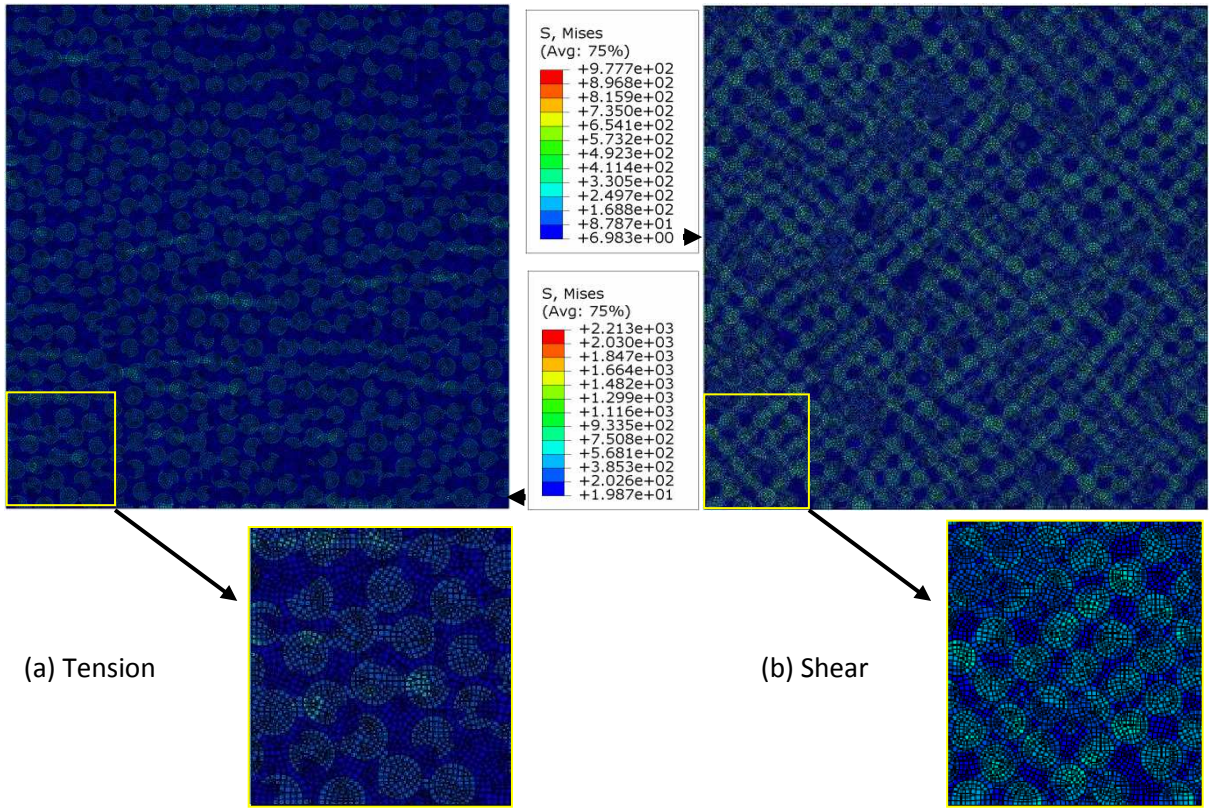 S, Mises
(Avg: 75%)
+9.777e+02
+8.968e+02
+8.159e+02
+7.350e+02
+6.541e+02
+5.732e+02
+4.923e+02
+4.114e+02
+3.305e+02
+2.497e+02
+1.688e+02
+8.787e+01
+6.983e+00
S, Mises
(Avg: 75%)
+2.213e+03
+2.030e+03
+1.847e+03
+1.664e+03
+1.482e+03
+1.299e+03
+1.116e+03
+9.335e+02
+7.508e+02
+5.681e+02
+3.853e+02
+2.026e+02
+1.987e+01
(a) Tension
(b) Shear